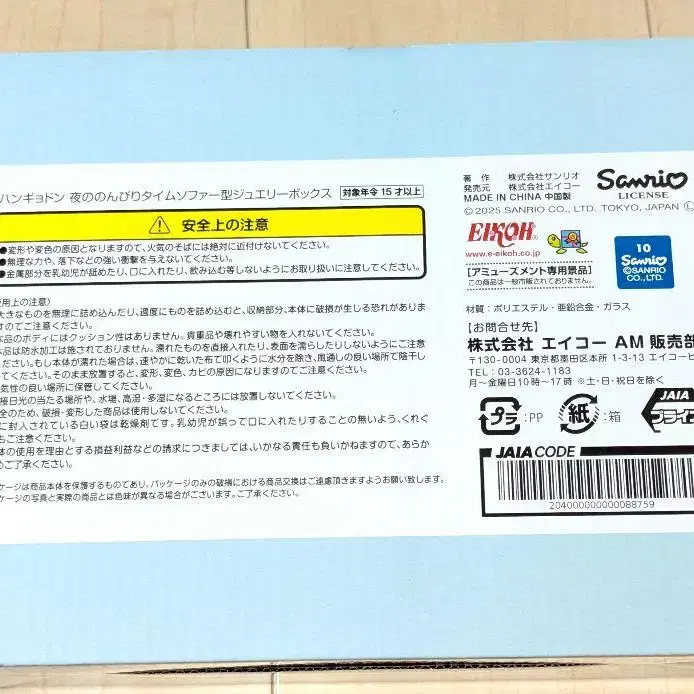 ハンギョドン 夜ののんびりタイムソファー型ジュエリーボックス 対象年令15才以上
安全上の注意
●変形や変色の原因となりますので、火気のそばには絶対に近付けないでください。
●無理な力や、落下などの強い衝撃を与えないでください。
●金属部分を乳幼児が舐めたり、口に入れたり、飲み込む等しないようにお取り扱いに注意してください。
使用上の注意）
大きなものを無理に詰め込んだり、過度にものを詰め込むと、収納部分、本体に破損が生じる恐れがありま
すのでご注意ください。
本品のボディにはクッション性はありません。貴重品や壊れやすい物を入れないでください。
品は防水加工は施されておりません。濡れたものを直接入れたり、表面を濡らしたりしないようにご注意
ください。もし本体が濡れた場合は、速やかに乾いた布で叩くように水分を除き、風通しの良い場所で陰干し
してください。そのまま放置すると、変形、変色、カビの原因になりますのでご注意ください。
気性の良い場所に保管してください。
接日光の当たる場所や、水場、高温・多湿になるところには放置しないでください。
全のため、破損・変形した商品は使用しないでください。
に封入されている白い袋は乾燥剤です。乳幼児が誤って口に入れたりすることの無いよう、くれぐ
もご注意ください。
体の使用を理由とする損益利益などの請求につきましては、いかなる責任も負いかねますので、あらか
めご了承ください。
ケージは商品本体を保護するものであり、パッケージのみの破損における商品交換はご遠慮頂きますようお願い致します。
ケージの写真と実際の商品とは色味が異なる場合がございます。ご了承ください。
著作 株式会社サンリオ
発売元 株式会社エイコー
MADE IN CHINA 中国製
© 2025 SANRIO CO., LTD. TOKYO, JAPAN Ⓛ
Sanrio
LICENSE
EIKOH
www.e-eikoh.co.jp
【アミューズメント専用景品】
この商品は一般市販されておりません。
10
Sanrio
©SANRIO
CO.,LTD.
材質：ポリエステル・亜鉛合金・ガラス
【お問合せ先】
株式会社 エイコー AM 販売部
〒130-0004 東京都墨田区本所 1-3-13 エイコービ
TEL：03-3624-1183
月～金曜日10時～17時 ※土・日・祝日を除く
プラ：PP 紙：箱
JAIA
プライ
JAIA CODE
204000000000088759